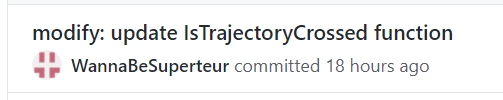 modify: update IsTrajectoryCrossed function
WannaBeSuperteur committed 18 hours ago